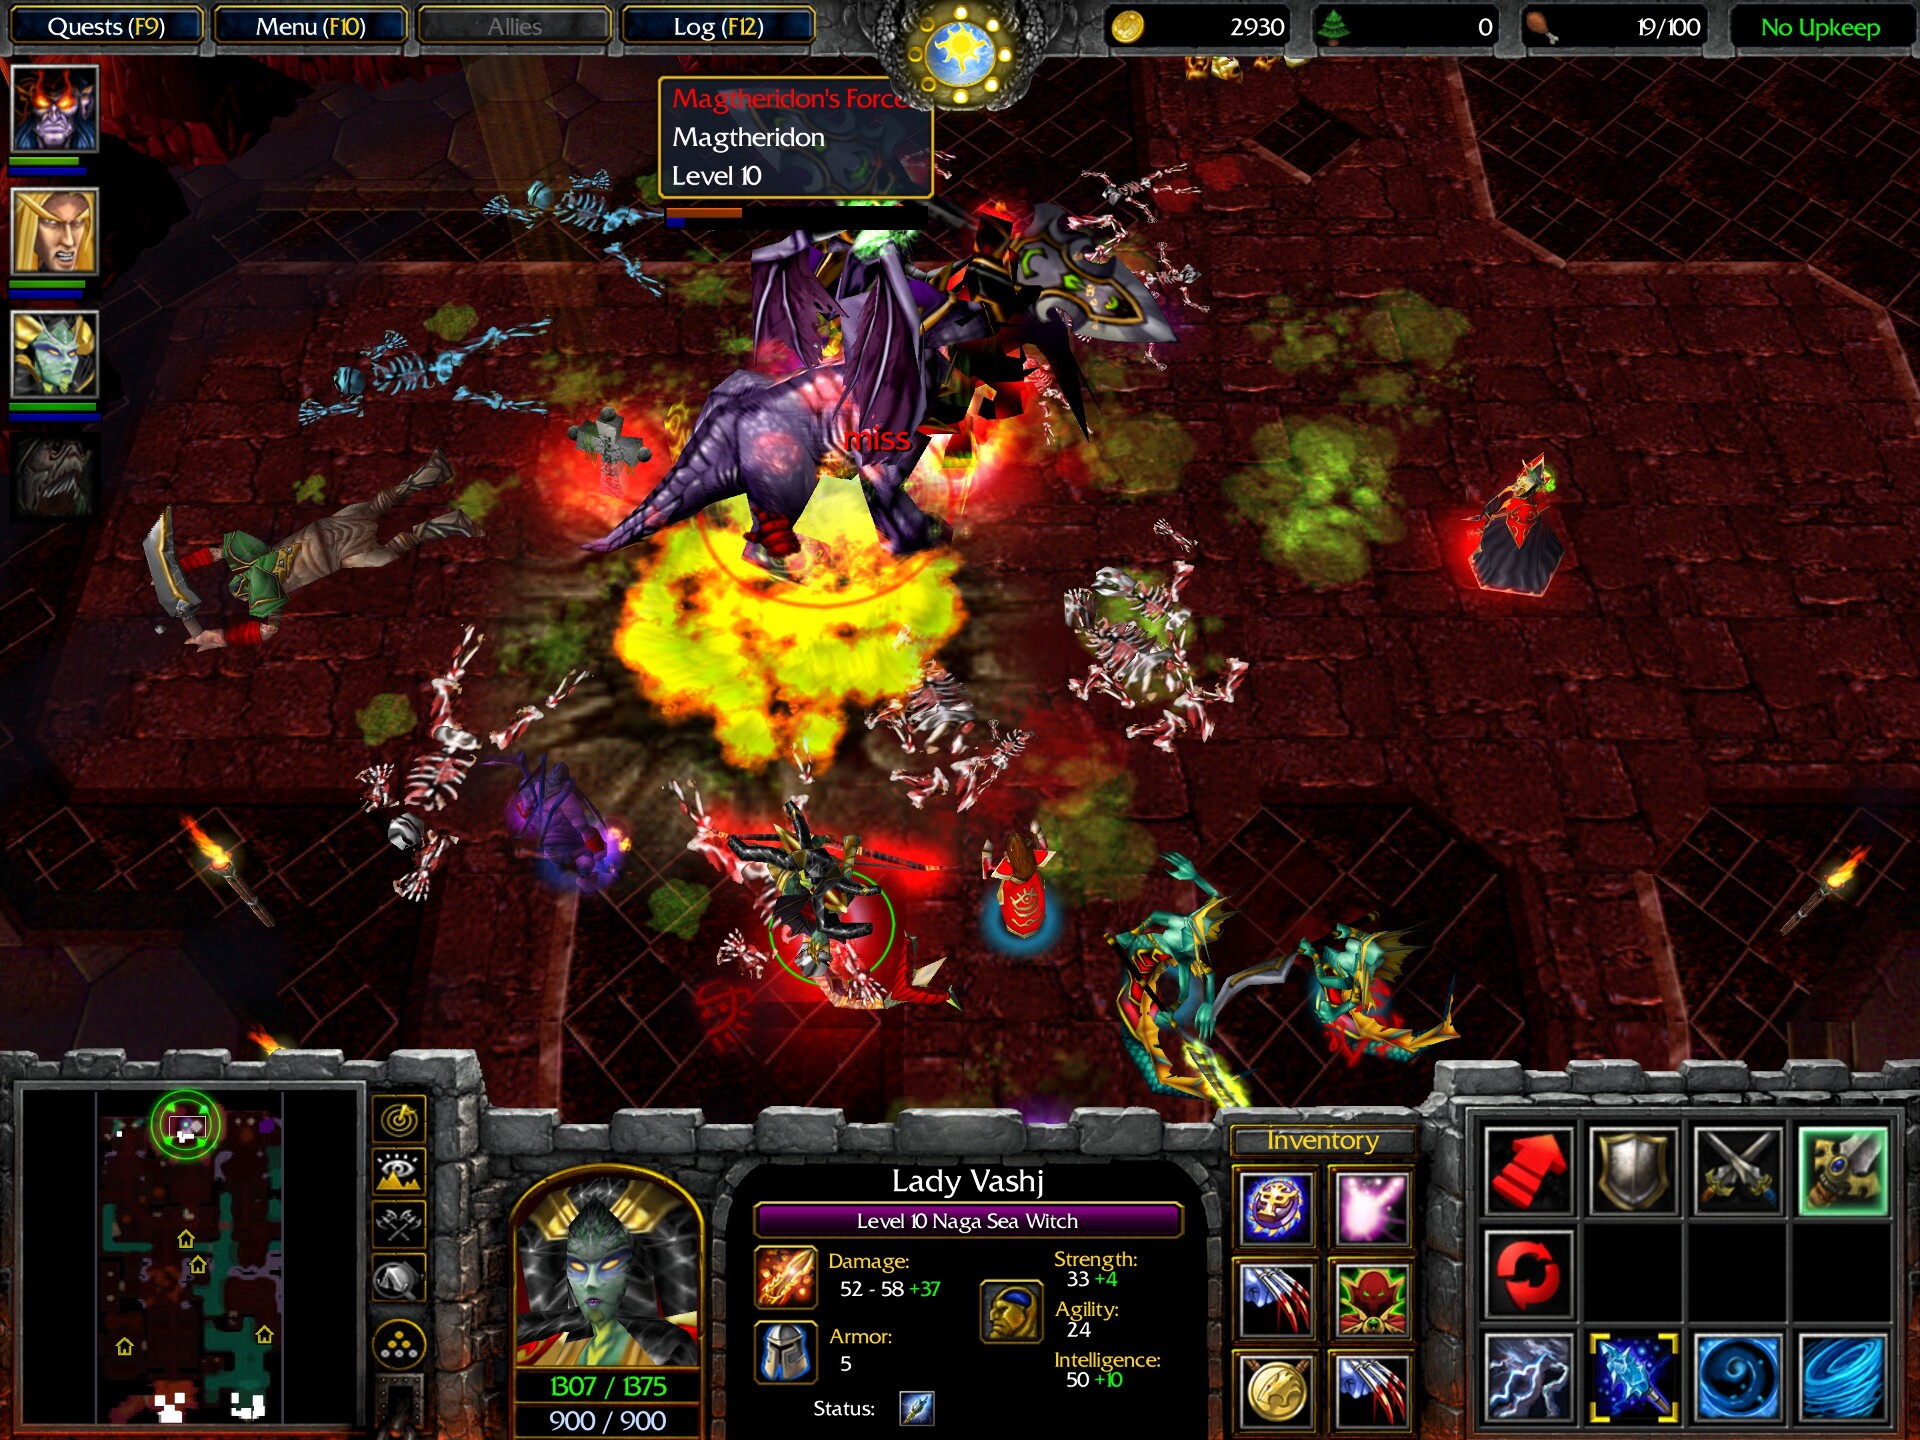 Quests (F9)
Menu (F10)
Allies
Log (F12)
2930
0
19/100
No Upkeep
Magtheridon's Force
Magtheridon
Level 10
miss
Lady Vashj
Level 10 Naga Sea Witch
Damage:
52 - 58 +37
Armor:
5
Status:
Strength:
33 +4
Agility:
24
Intelligence:
50 +10
1307 / 1375
900 / 900
Inventory